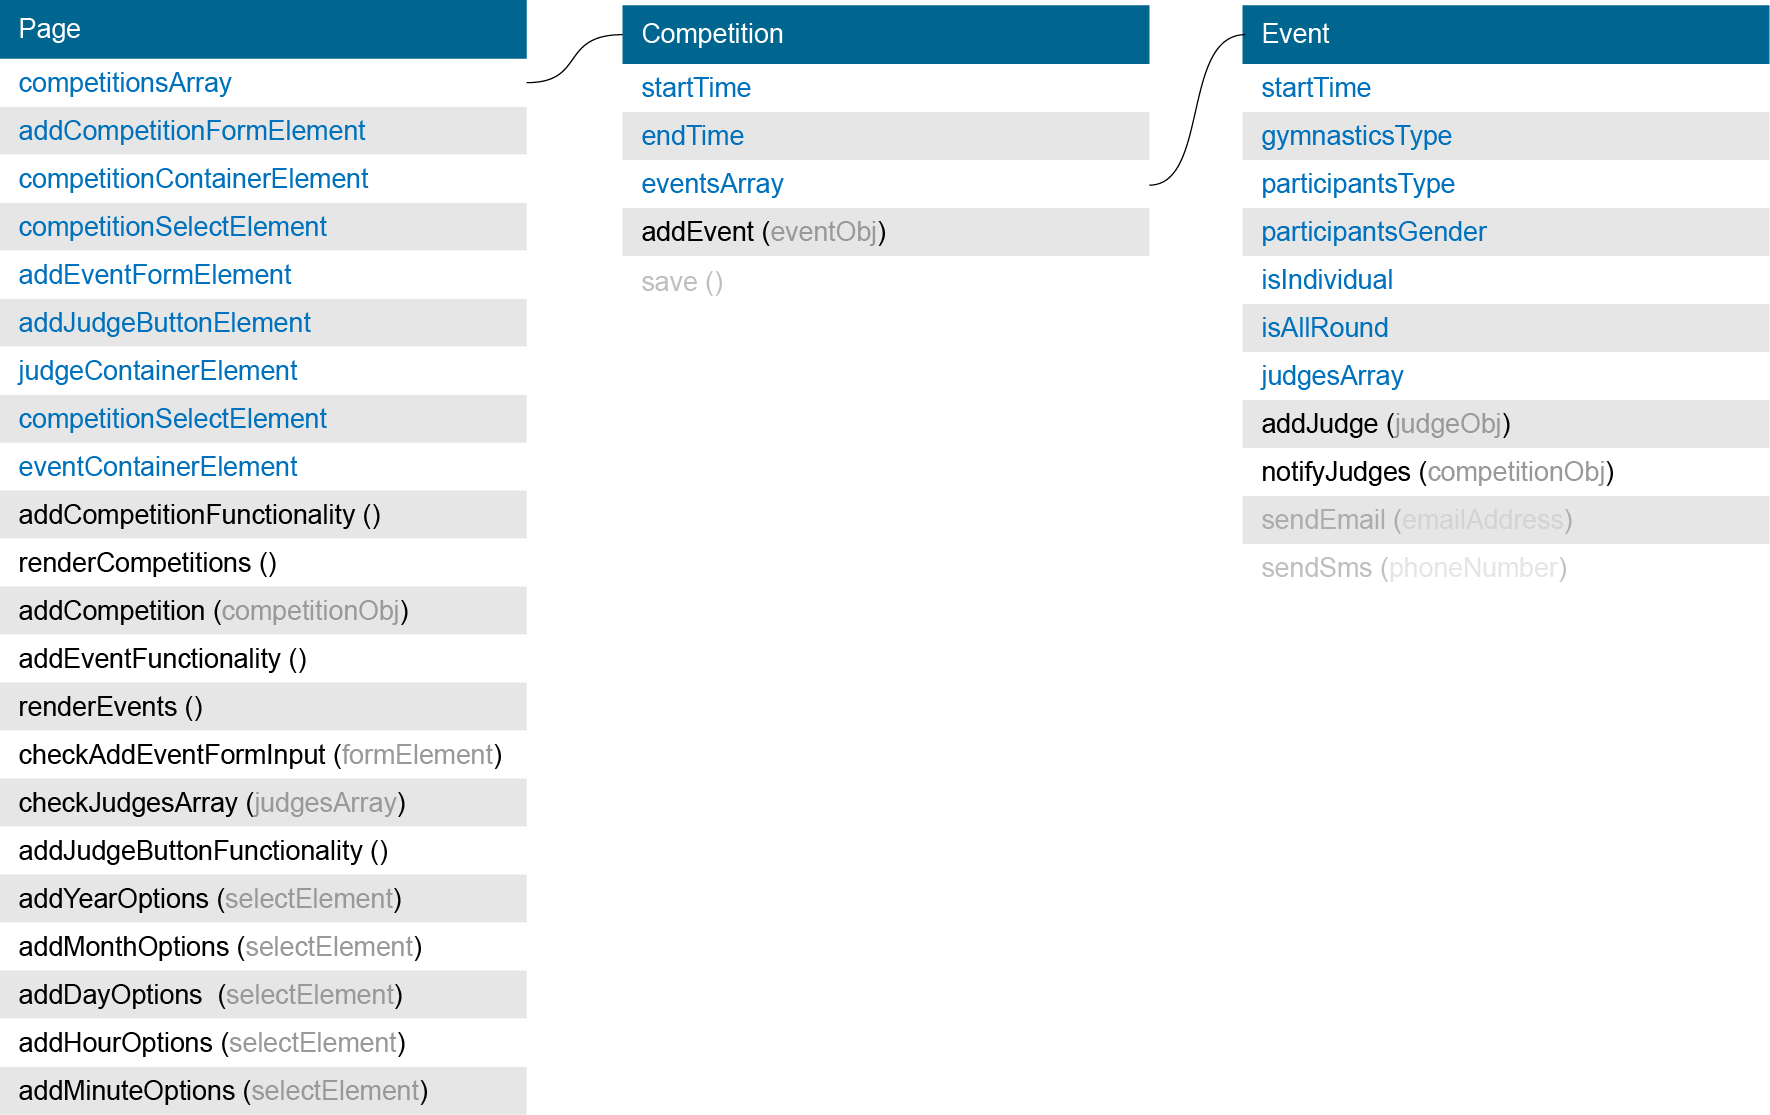 Page
competitionsArray
addCompetitionFormElement
competitionContainerElement
competitionSelectElement
addEventFormElement
addJudgeButtonElement
judgeContainerElement
competitionSelectElement
eventContainerElement
addCompetitionFunctionality ()
renderCompetitions ()
addCompetition (competitionObj)
addEventFunctionality ()
renderEvents ()
checkAddEventFormInput (formElement)
checkJudgesArray (judgesArray)
addJudgeButtonFunctionality ()
addYearOptions (selectElement)
addMonthOptions (selectElement)
addDayOptions  (selectElement)
addHourOptions (selectElement)
addMinuteOptions (selectElement)
Competition
startTime
endTime
eventsArray
addEvent (eventObj)
save ()
Event
startTime
gymnasticsType
participantsType
participantsGender
isIndividual
isAllRound
judgesArray
addJudge (judgeObj)
notifyJudges (competitionObj)
sendEmail (emailAddress)
sendSms (phoneNumber)